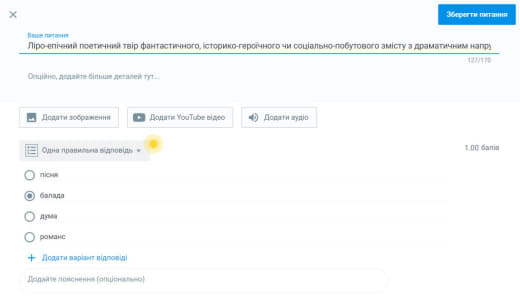 Зберегти питання
Ваше питання
Ліро-епічний поетичний твір фантастичного, історико-героїчного чи соціально-побутового змісту з драматичним напру
127/170
Опційно, додайте більше деталей тут...
Додати зображення
Додати YouTube відео
Додати аудіо
Одна правильна відповідь
1.00 балів
пісня
балада
дума
романс
+ Додати варіант відповіді
Додайте пояснення (опціонально)